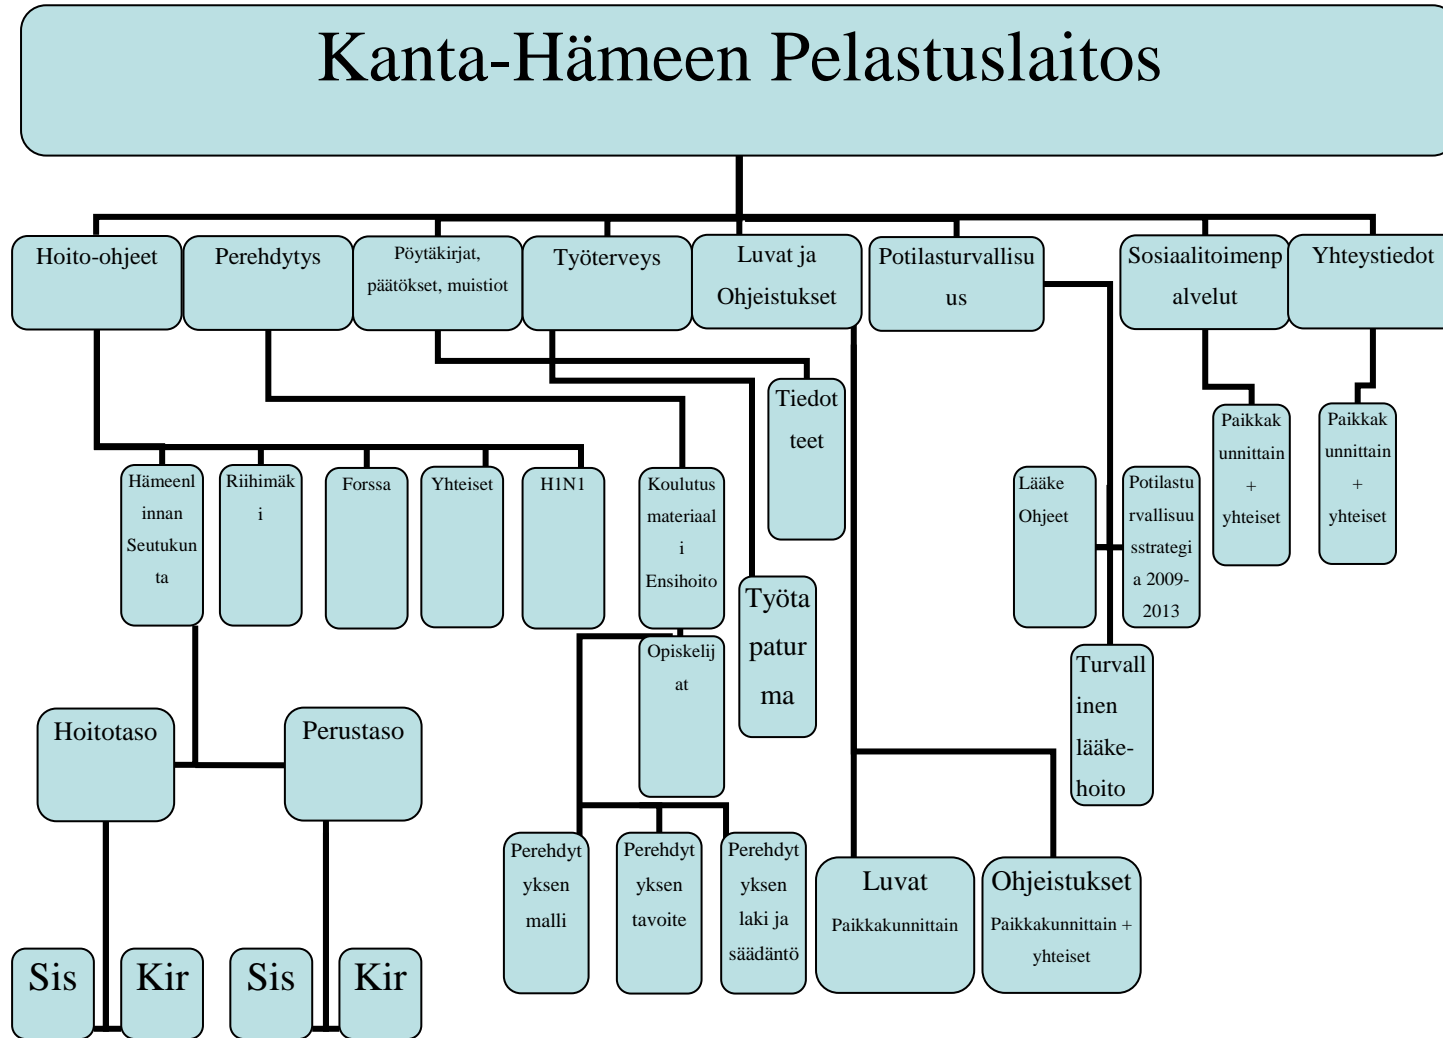 Kanta-Hämeen Pelastuslaitos
Hoito-ohjeet
Perehdytys
Pöytäkirjat,
päätökset, muistiot
Työterveys
Luvat ja
Ohjeistukset
Potilasturvallisu
us
Sosiaalitoimenp
alvelut
Yhteystiedot
Tiedot
teet
Hämeenl
innan
Seutukun
ta
Riihimäk
i
Forssa
Yhteiset
H1N1
Koulutus
materiaal
i
Ensihoito
Opiskelij
at
Työta
patur
ma
Lääke
Ohjeet
Potilastu
rvallisuu
sstrategi
a 2009-
2013
Paikkak
unnittain
+
yhteiset
Paikkak
unnittain
+
yhteiset
Turvall
inen
lääke-
hoito
Hoitotaso
Perustaso
Perehdyt
yksen
malli
Perehdyt
yksen
tavoite
Perehdyt
yksen
laki ja
säädäntö
Luvat
Paikkakunnittain
Ohjeistukset
Paikkakunnittain +
yhteiset
Sis
Kir
Sis
Kir